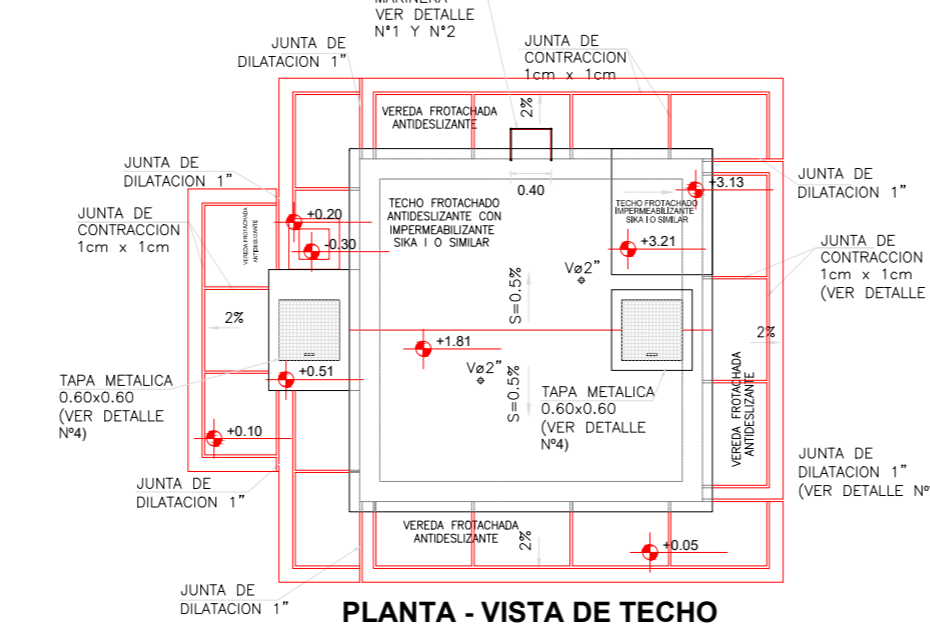 VER DETALLE
N°1 Y N°2
JUNTA DE
DILATACION 1”
JUNTA DE
CONTRACCION
1cm x 1cm
VEREDA FROTACHADA
ANTIDESLIZANTE
2%
0.40
JUNTA DE
DILATACION 1”
JUNTA DE
CONTRACCION
1cm x 1cm
VEREDA FROTACHADA
ANTIDESLIZANTE
+0.20
-0.30
TECHO FROTACHADO
ANTIDESLIZANTE CON
IMPERMEABILIZANTE
SIKA I O SIMILAR
TECHO FROTACHADO
IMPERMEABILIZANTE
SIKA I O SIMILAR
+3.13
+3.21
JUNTA DE
DILATACION 1”
JUNTA DE
CONTRACCION
1cm x 1cm
(VER DETALLE
Vø2”
S=0.5%
2%
2%
+1.81
Vø2”
S=0.5%
+0.51
TAPA METALICA
0.60x0.60
(VER DETALLE
Nº4)
TAPA METALICA
0.60x0.60
(VER DETALLE
Nº4)
VEREDA FROTACHADA
ANTIDESLIZANTE
+0.10
JUNTA DE
DILATACION 1”
JUNTA DE
DILATACION 1”
(VER DETALLE Nº
VEREDA FROTACHADA
ANTIDESLIZANTE
2%
+0.05
JUNTA DE
DILATACION 1”
PLANTA - VISTA DE TECHO